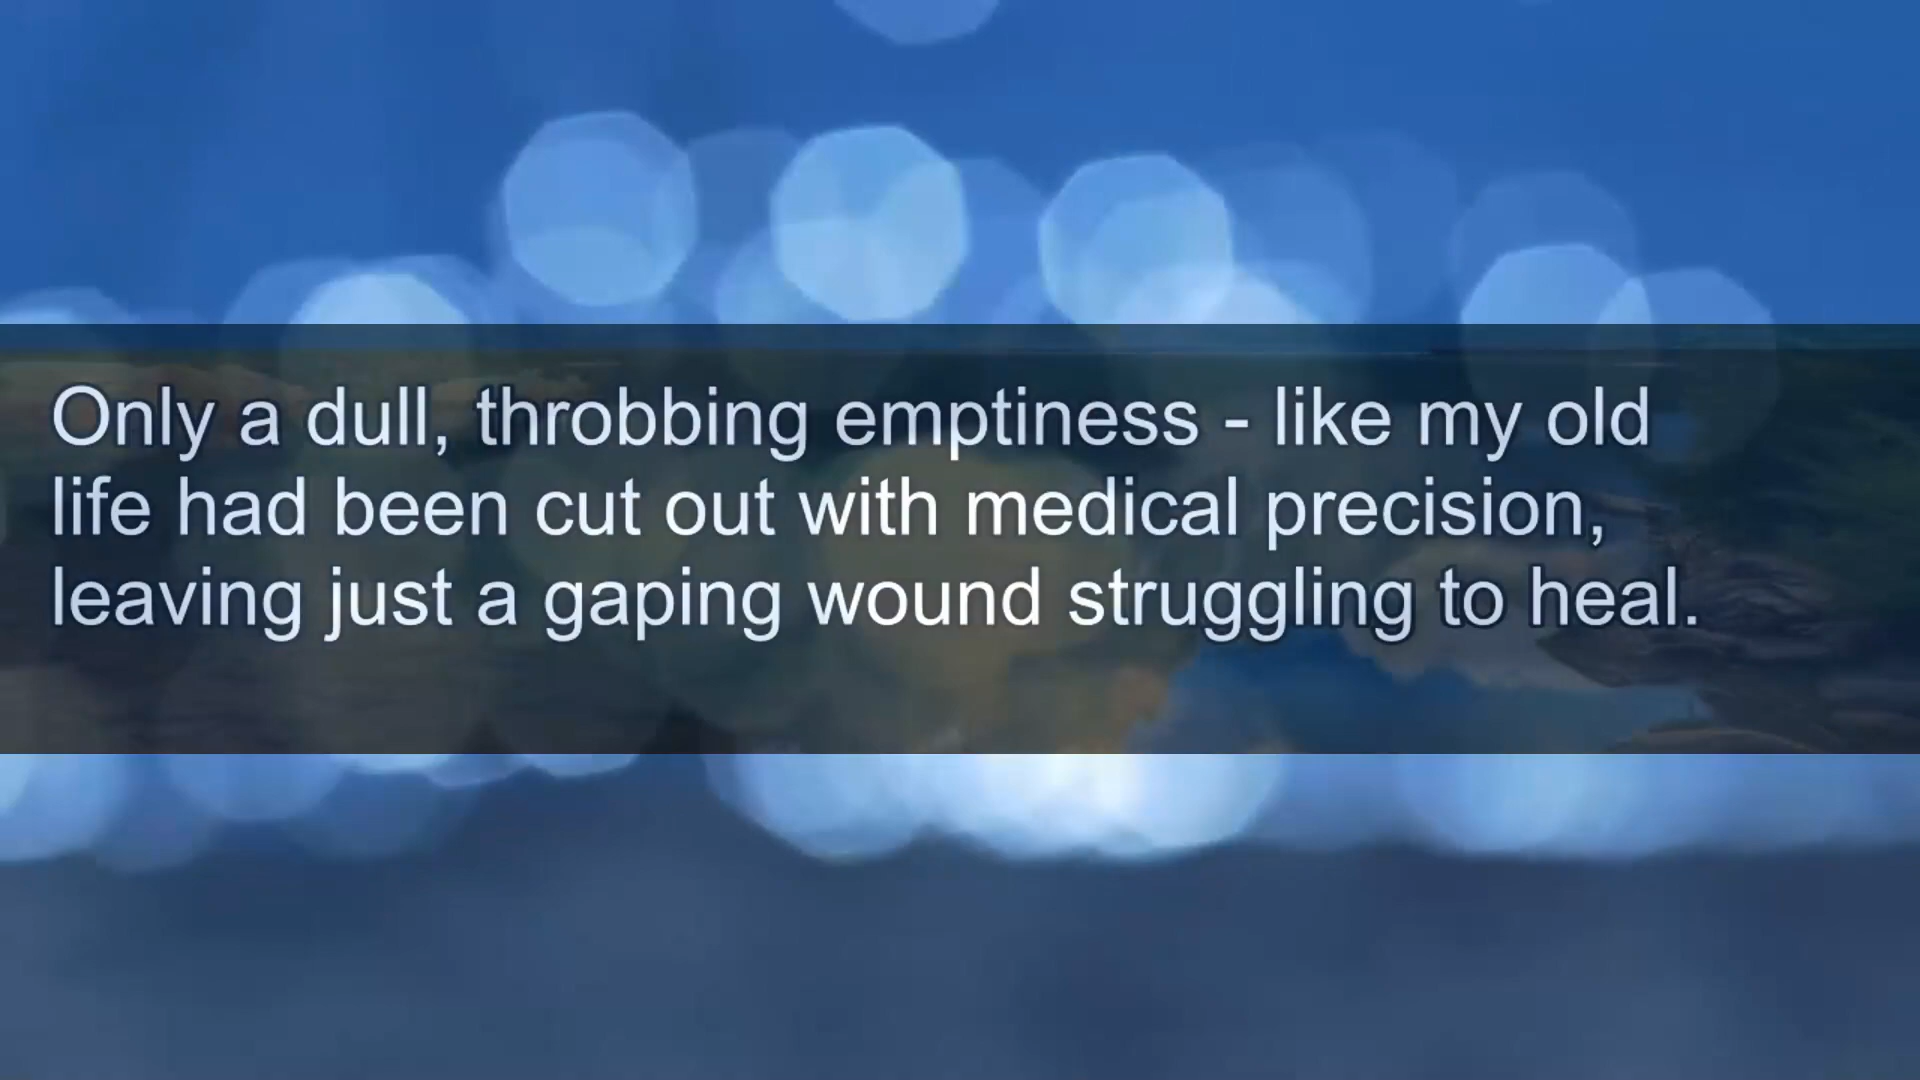 Only a dull, throbbing emptiness - like my old
life had been cut out with medical precision,
leaving just a gaping wound struggling to heal.